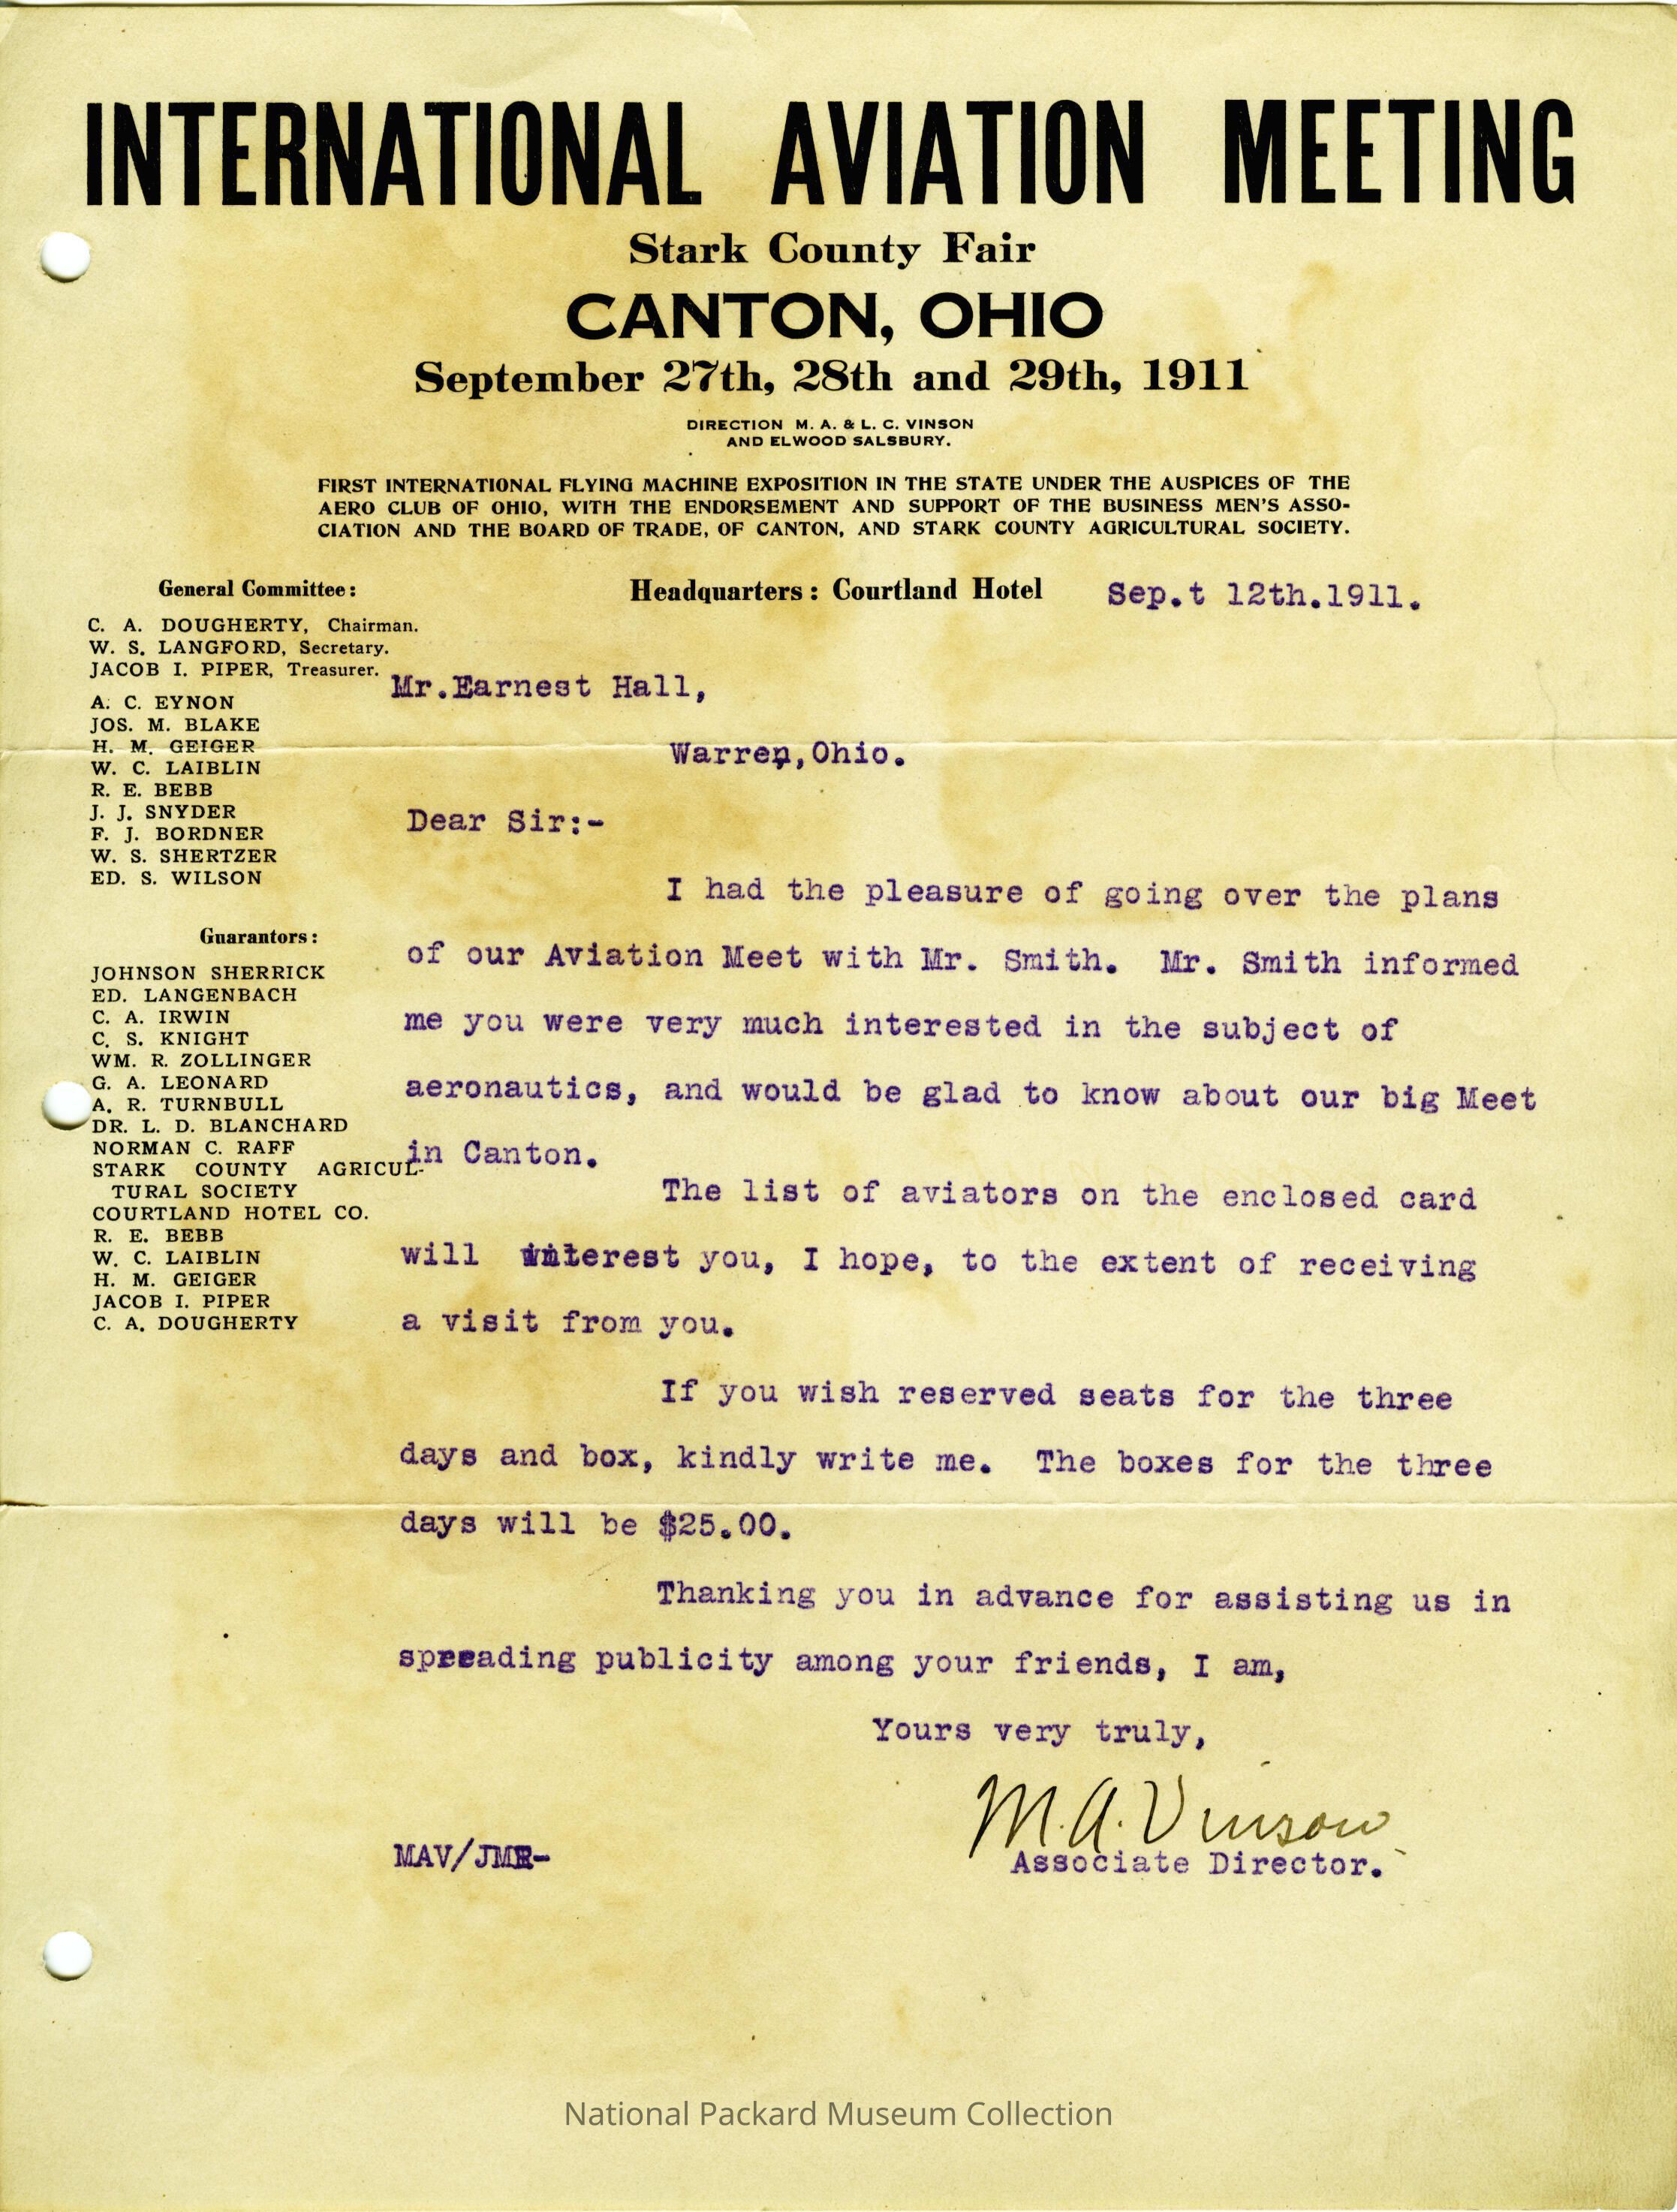 INTERNATIONAL AVIATION MEETING
Stark County Fair
CANTON, OHIO
September 27th, 28th and 29th, 1911
DIRECTION M. A. & L. C. VINSON
AND ELWOOD SALSBURY.
FIRST INTERNATIONAL FLYING MACHINE EXPOSITION IN THE STATE UNDER THE AUSPICES OF THE
AERO CLUB OF OHIO, WITH THE ENDORSEMENT AND SUPPORT OF THE BUSINESS MEN'S ASSO-
CIATION AND THE BOARD OF TRADE, OF CANTON, AND STARK COUNTY AGRICULTURAL SOCIETY.
Headquarters: Courtland Hotel
Sep.t 12th.1911.
General Committee:
C. A. DOUGHERTY, Chairman.
W. S. LANGFORD, Secretary.
JACOB I. PIPER, Treasurer.
A. C. EYNON
JOS. M. BLAKE
H. M. GEIGER
W. C. LAIBLIN
R. E. BEBB
J. J. SNYDER
F. J. BORDNER
W. S. SHERTZER
ED. S. WILSON
Guarantors:
JOHNSON SHERRICK
ED. LANGENBACH
C. A. IRWIN
C. S. KNIGHT
WM. R. ZOLLINGER
G. A. LEONARD
A. R. TURNBULL
DR. L. D. BLANCHARD
NORMAN C. RAFF
STARK COUNTY AGRICUL-
TURAL SOCIETY
COURTLAND HOTEL CO.
R. E. BEBB
W. C. LAIBLIN
H. M. GEIGER
JACOB I. PIPER
C. A. DOUGHERTY
Mr.Earnest Hall,
Warren,Ohio.
Dear Sir:-
I had the pleasure of going over the plans
of our Aviation Meet with Mr. Smith. Mr. Smith informed
me you were very much interested in the subject of
aeronautics, and would be glad to know about our big Meet
in Canton.
The list of aviators on the enclosed card
will interest you, I hope, to the extent of receiving
a visit from you.
If you wish reserved seats for the three
days and box, kindly write me. The boxes for the three
days will be $25.00.
Thanking you in advance for assisting us in
spreading publicity among your friends, I am,
Yours very truly,
M. A. Vinson
Associate Director.
MAV/JMR-
National Packard Museum Collection